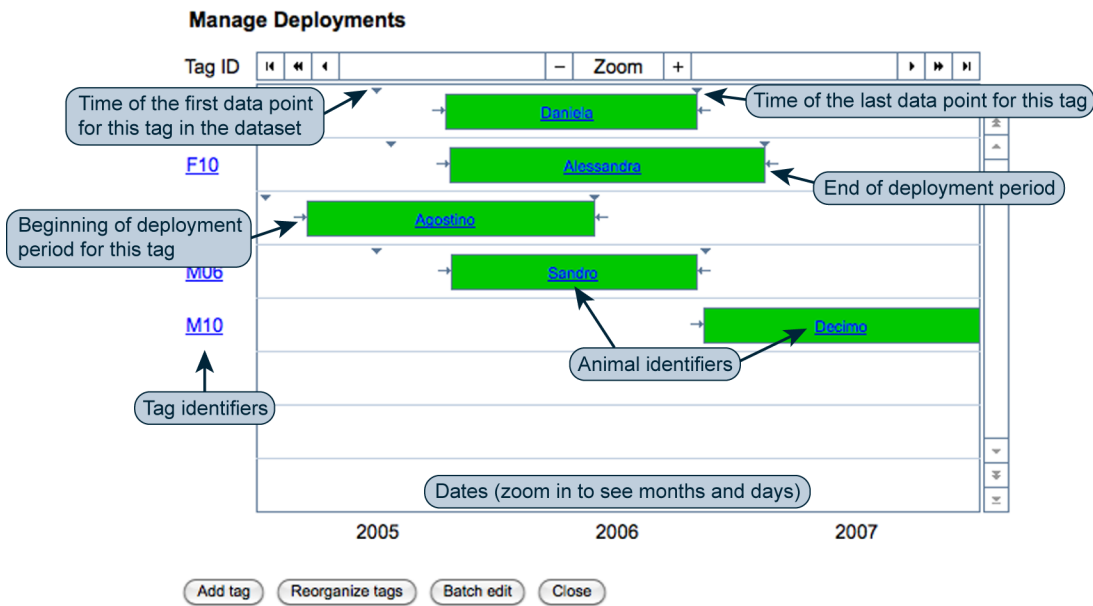 Manage Deployments
Tag ID
– Zoom +
Time of the first data point
for this tag in the dataset
Daniela
Time of the last data point for this tag
F10
Alessandra
End of deployment period
Beginning of deployment
period for this tag
Agostino
M06
Sandro
M10
Decimo
Animal identifiers
Tag identifiers
Dates (zoom in to see months and days)
2005 2006 2007
Add tag Reorganize tags Batch edit Close